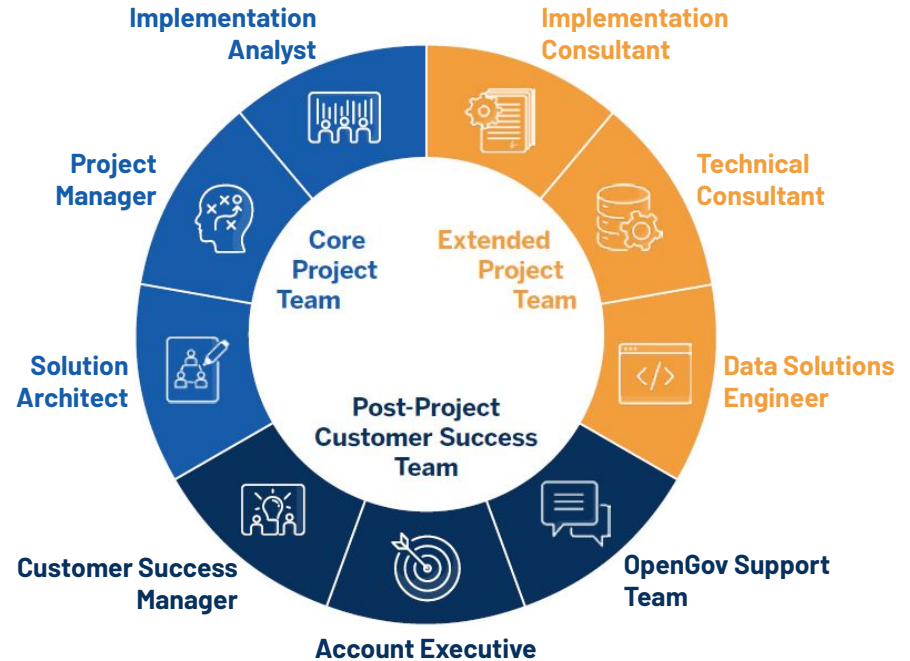 Implementation
Analyst
Implementation
Consultant
Project
Manager
Technical
Consultant
Core
Project
Team
Extended
Project
Team
Solution
Architect
Data Solutions
Engineer
</>
Post-Project
Customer Success
Team
Customer Success
Manager
OpenGov Support
Team
Account Executive